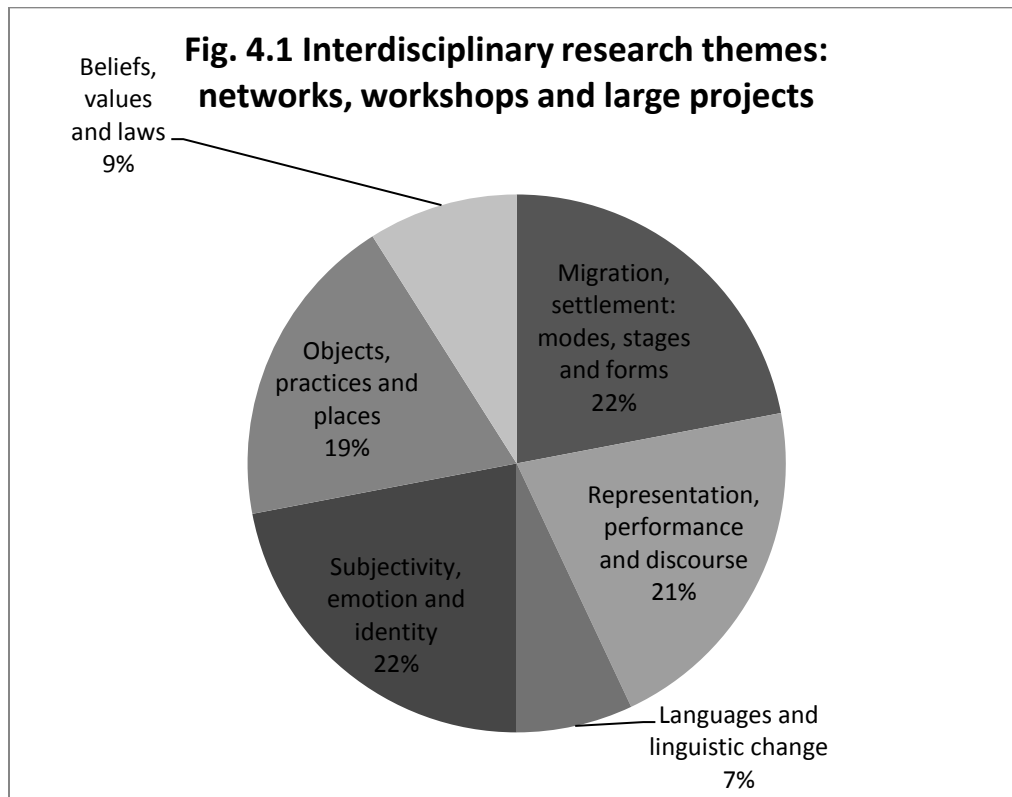 Fig. 4.1 Interdisciplinary research themes:
networks, workshops and large projects
Beliefs,
values
and laws
9%
Migration,
settlement:
modes, stages
and forms
22%
Representation,
performance
and discourse
21%
Languages and
linguistic change
7%
Subjectivity,
emotion and
identity
22%
Objects,
practices and
places
19%